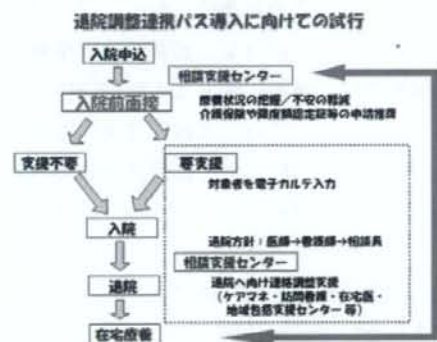 退院調整連携パス導入に向けての試行
入院申込
相談支援センター
入院前面接
療養状況の把握/不安の軽減
介護保険や限度額認定証等の申請推奨
支援不要
要支援
対象者を電子カルテ入力
入院
退院方針:医師→看護師→相談員
相談支援センター
退院
退院へ向け連絡調整支援
(ケアマネ・訪問看護・在宅医・
地域包括支援センター 等)
在宅療養